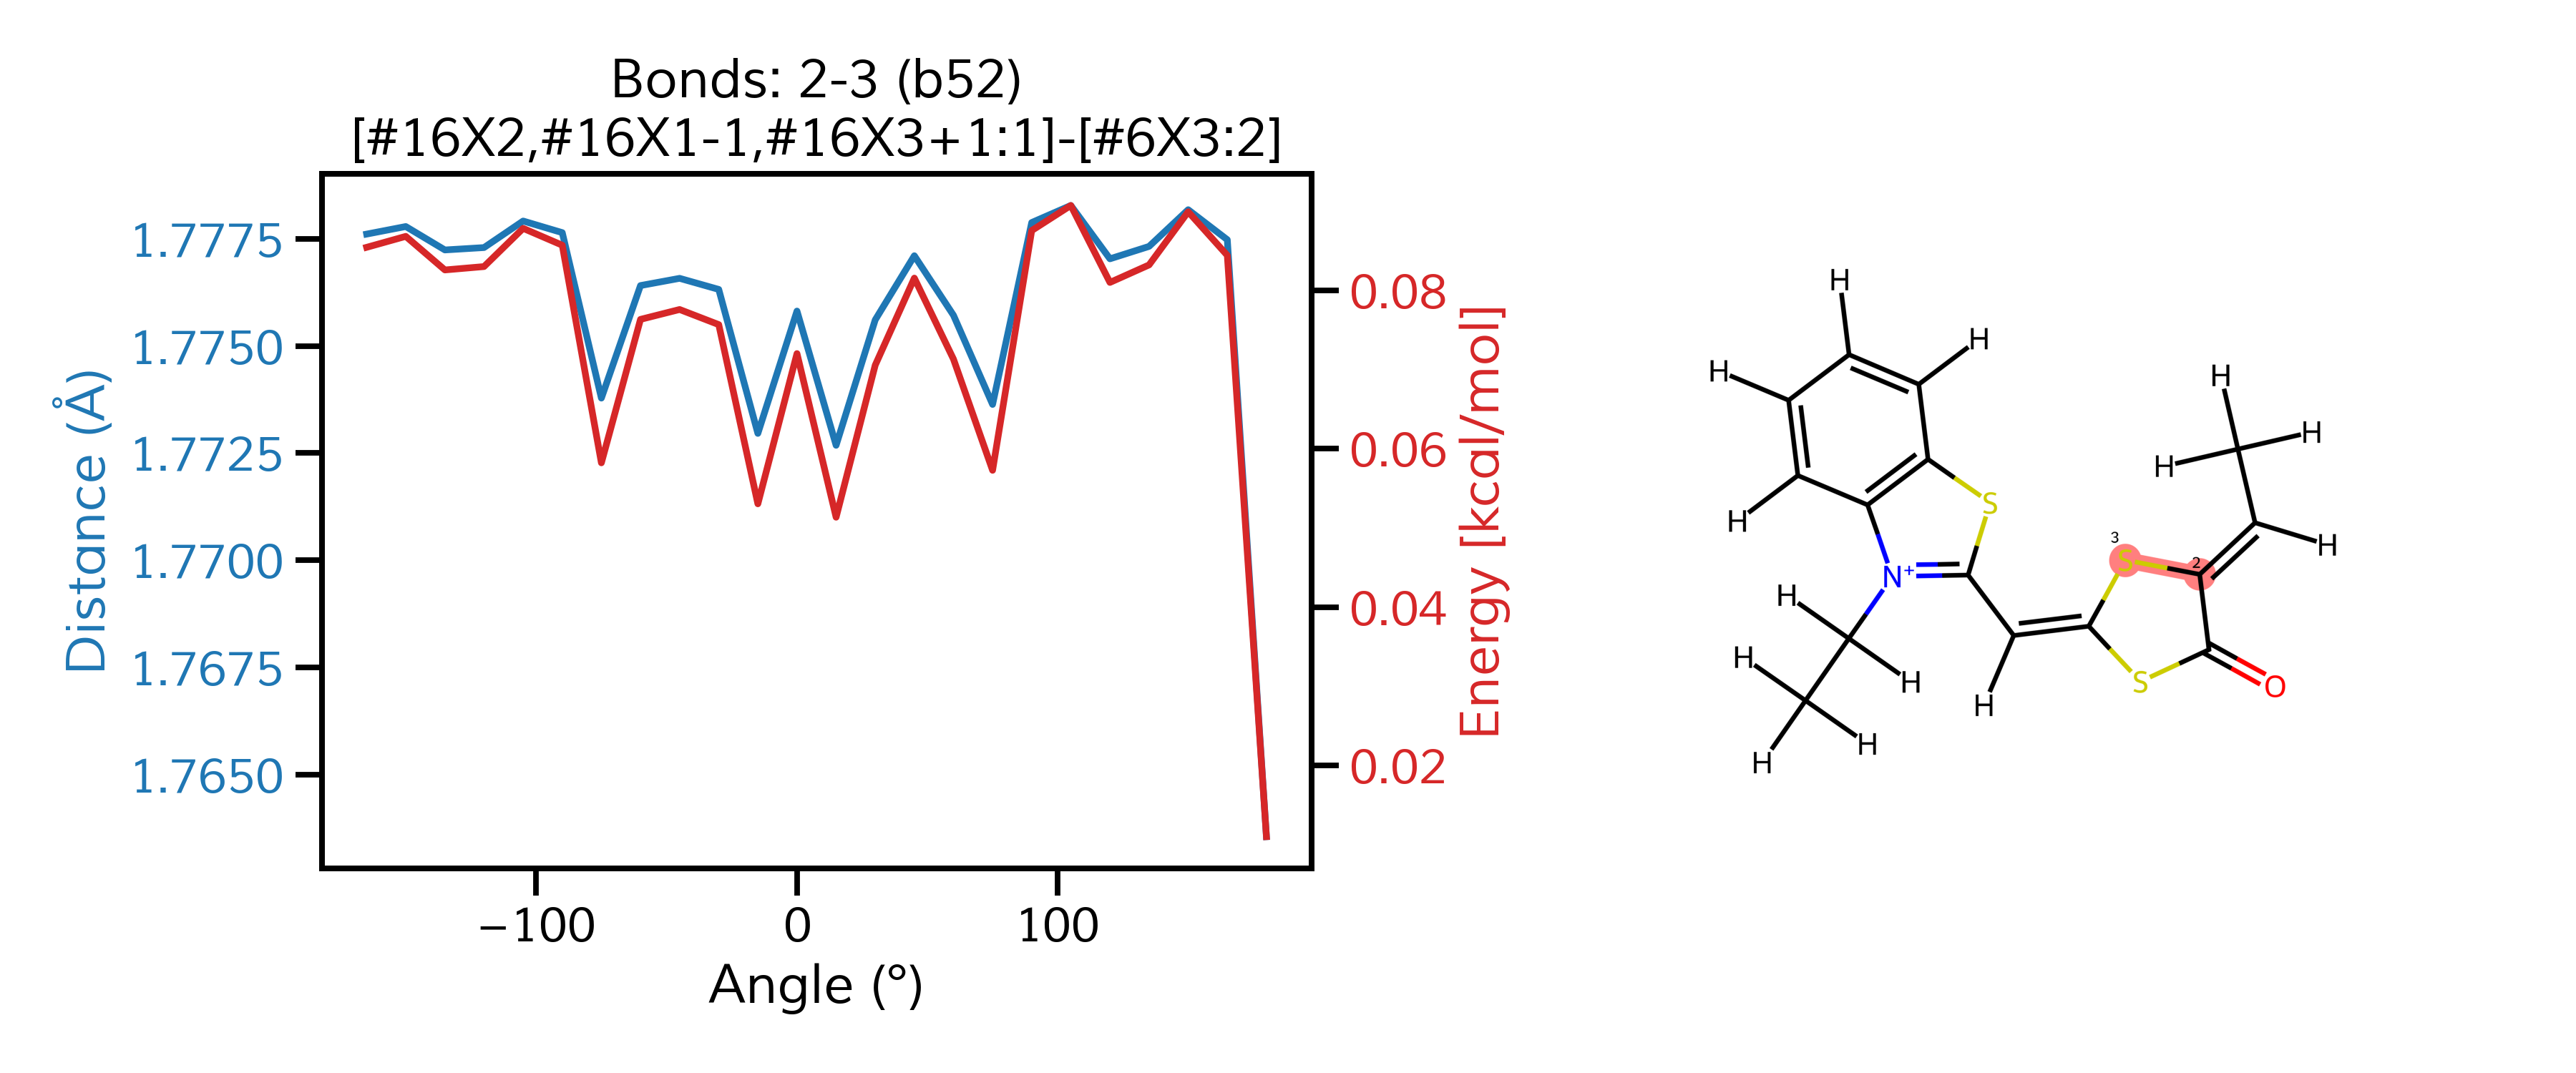 Bonds: 2-3 (b52)
[#16X2,#16X1-1,#16X3+1:1]-[#6X3:2]
Distance (Å)
1.7775
1.7750
1.7725
1.7700
1.7675
1.7650
Energy [kcal/mol]
0.08
0.06
0.04
0.02
−100
0
100
Angle (°)
H
H
H
H
S
N+
H
H
H
H
H
H
3
S
2
S
O
H
H
H
H